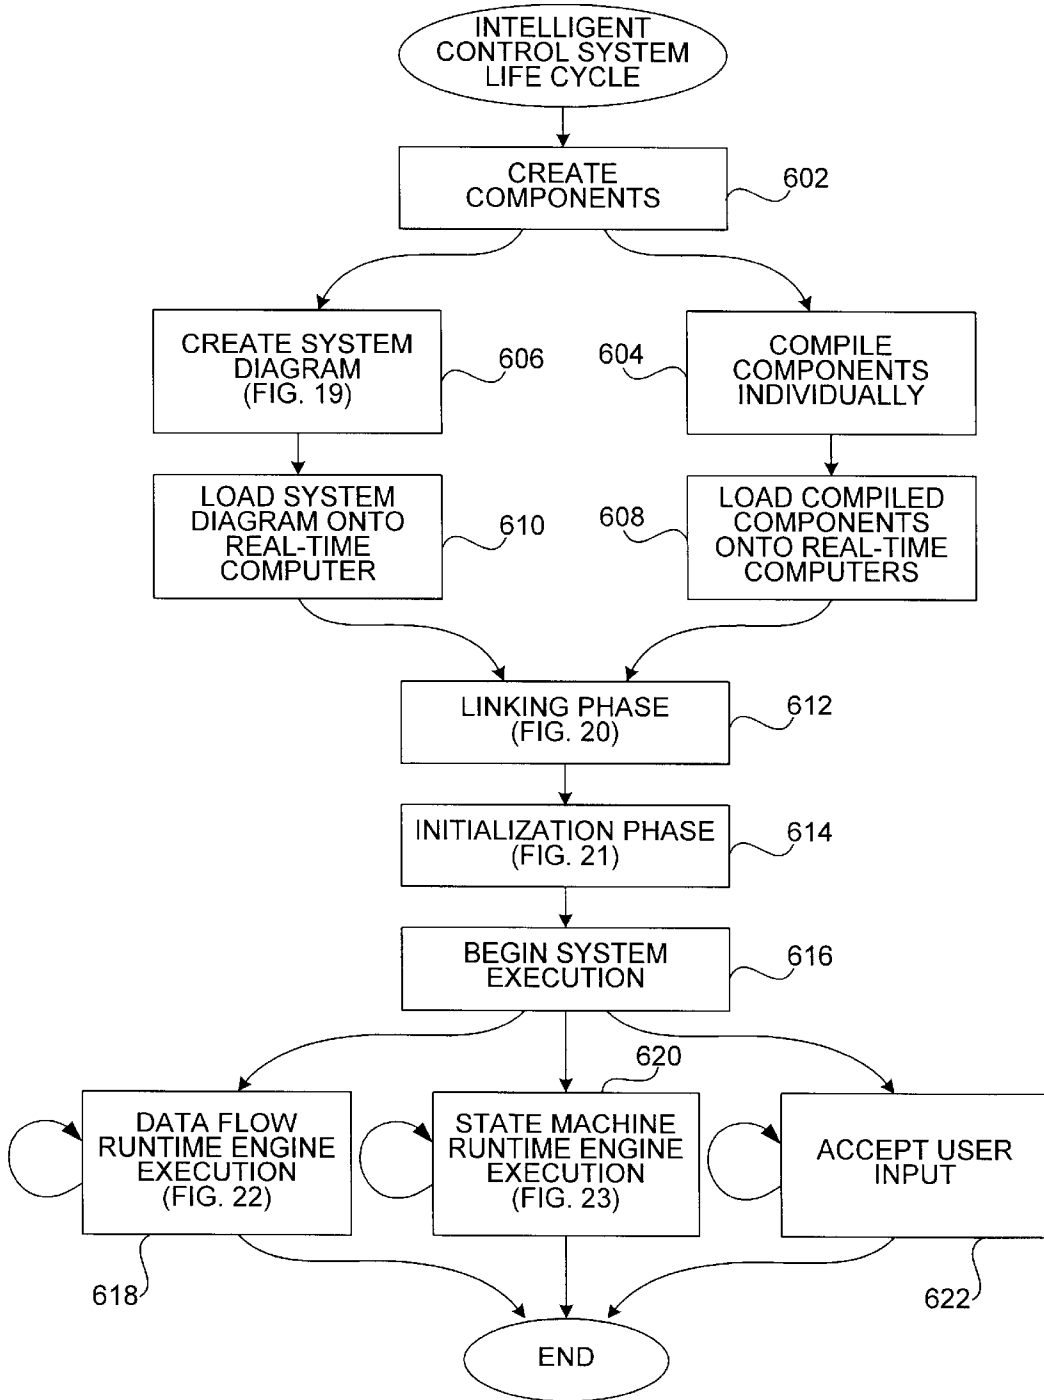 INTELLIGENT
CONTROL SYSTEM
LIFE CYCLE
CREATE
COMPONENTS
602
CREATE SYSTEM
DIAGRAM
(FIG. 19)
606
604
COMPILE
COMPONENTS
INDIVIDUALLY
LOAD SYSTEM
DIAGRAM ONTO
REAL-TIME
COMPUTER
610
608
LOAD COMPILED
COMPONENTS
ONTO REAL-TIME
COMPUTERS
LINKING PHASE
(FIG. 20)
612
INITIALIZATION PHASE
(FIG. 21)
614
BEGIN SYSTEM
EXECUTION
616
620
DATA FLOW
RUNTIME ENGINE
EXECUTION
(FIG. 22)
STATE MACHINE
RUNTIME ENGINE
EXECUTION
(FIG. 23)
ACCEPT USER
INPUT
618
622
END